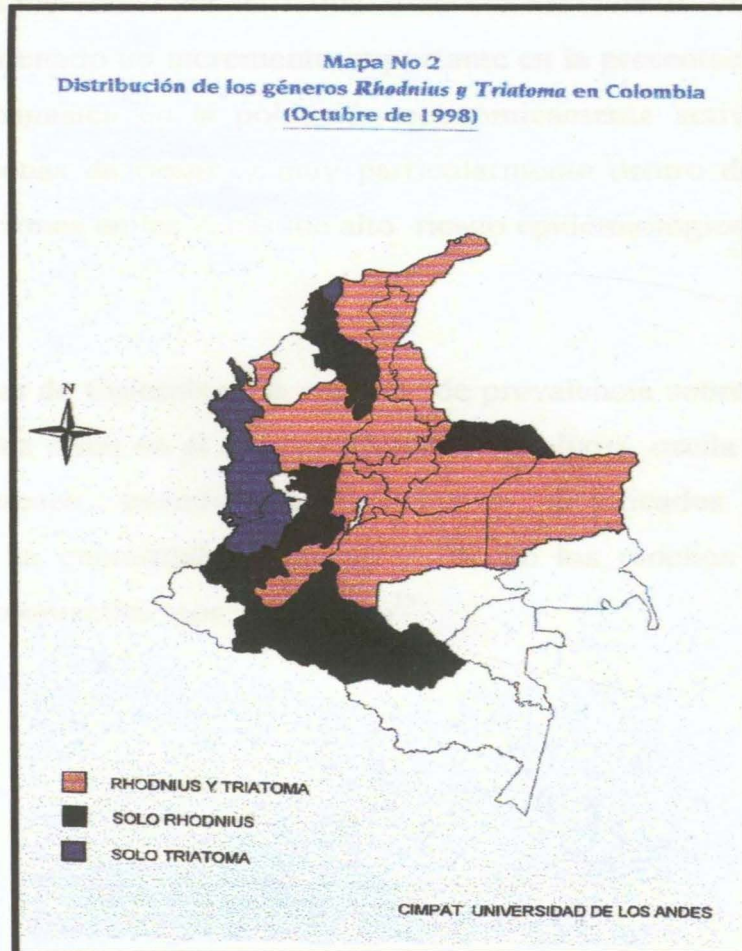 Mapa No 2
Distribución de los géneros Rhodnius y Triatoma en Colombia
(Octubre de 1998)
N
RHODNIUS Y TRIATOMA
SOLO RHODNIUS
SOLO TRIATOMA
CIMPAT UNIVERSIDAD DE LOS ANDES